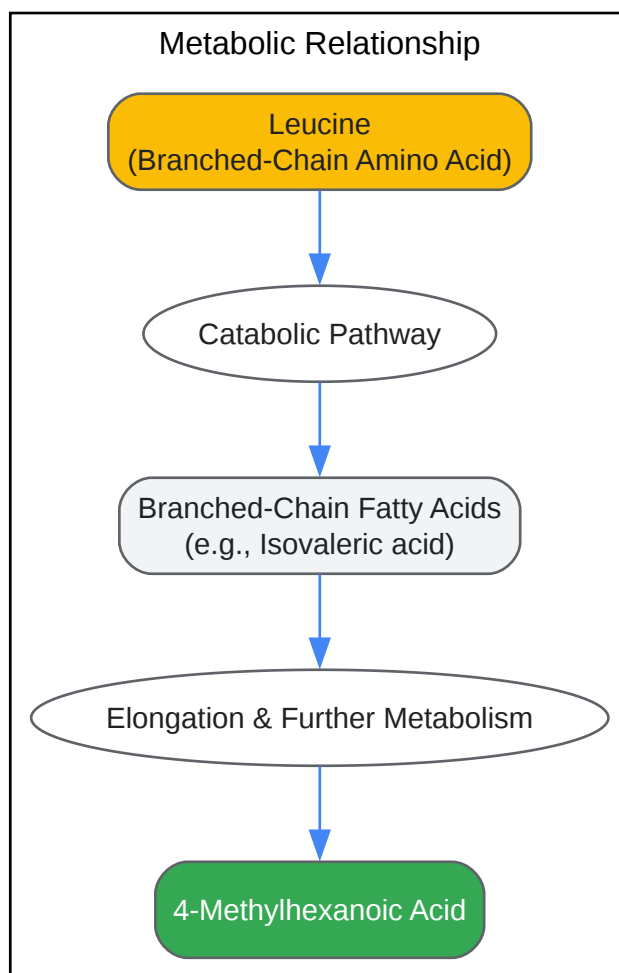 Metabolic Relationship
Leucine
(Branched-Chain Amino Acid)
Catabolic Pathway
Branched-Chain Fatty Acids
(e.g., Isovaleric acid)
Elongation & Further Metabolism
4-Methylhexanoic Acid